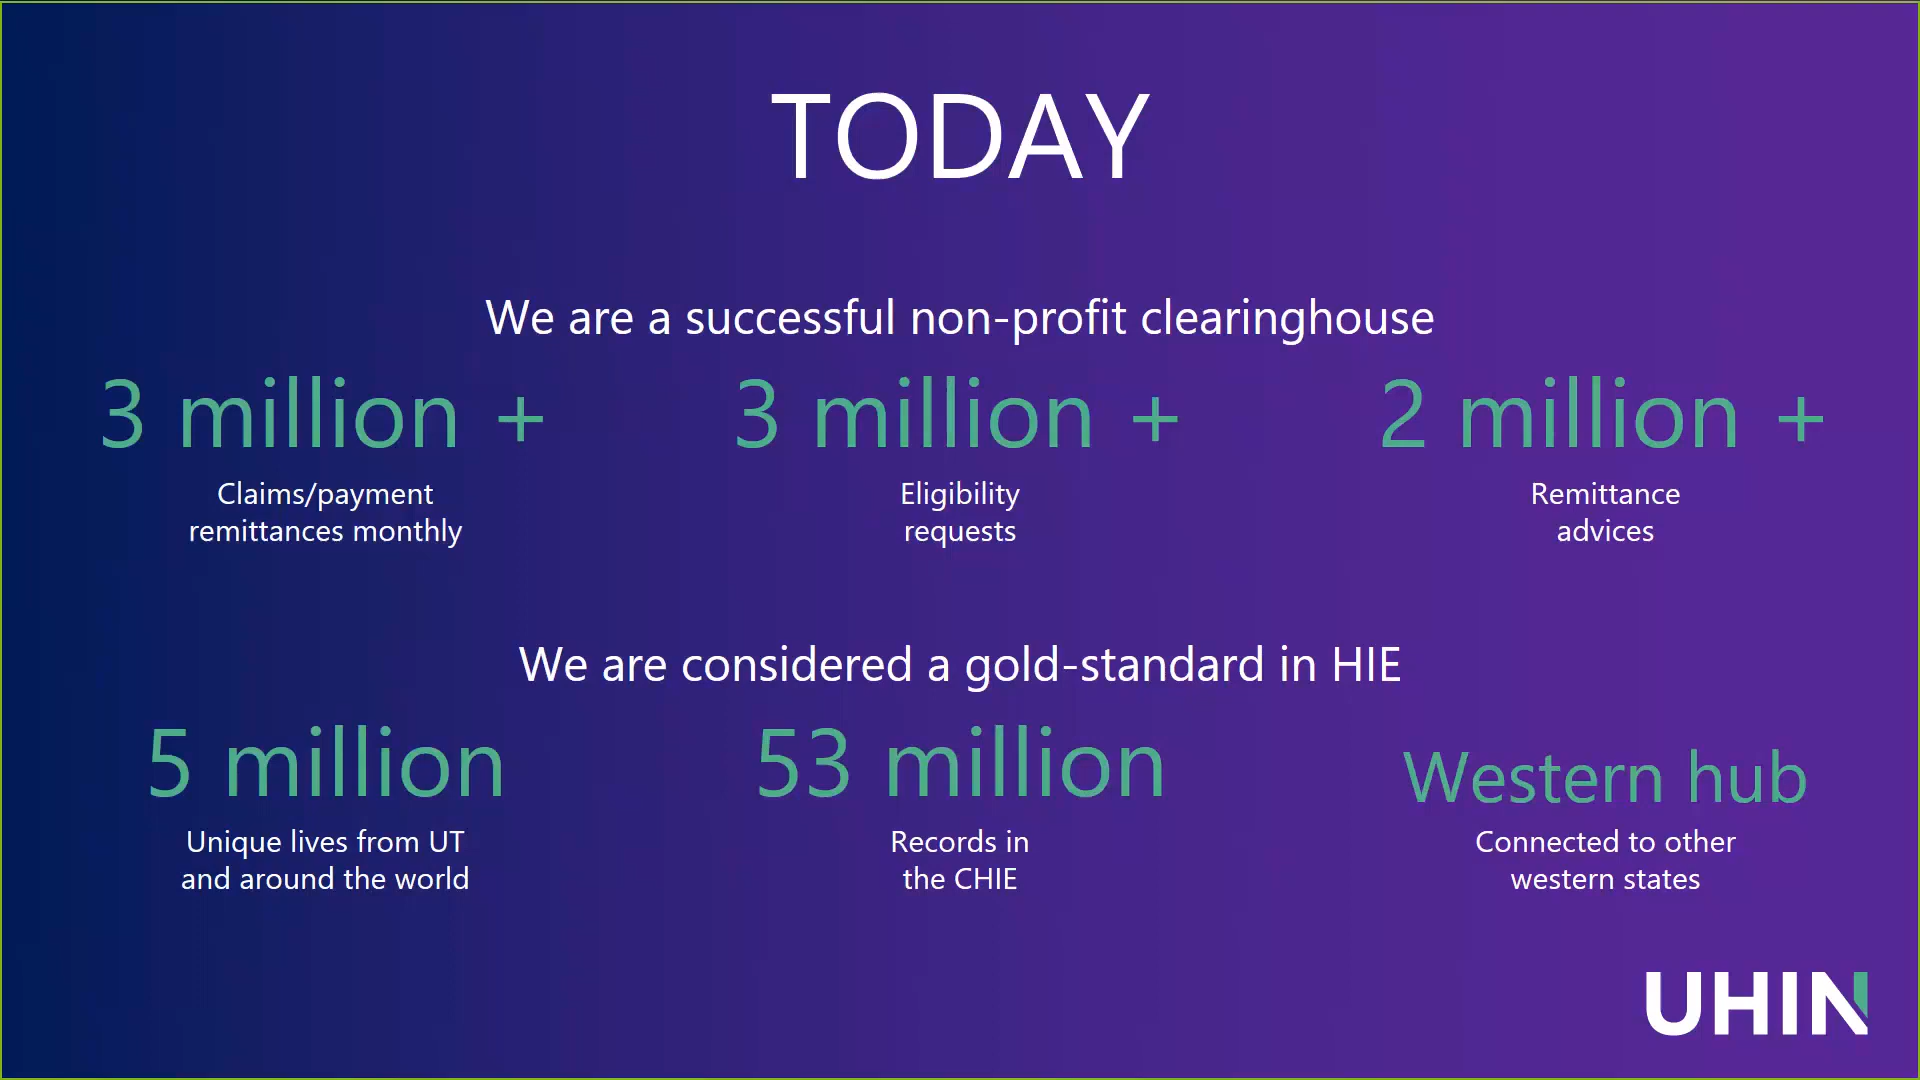 TODAY
We are a successful non-profit clearinghouse
3 million +
Claims/payment
remittances monthly
3 million +
Eligibility
requests
2 million +
Remittance
advices
We are considered a gold-standard in HIE
5 million
Unique lives from UT
and around the world
53 million
Records in
the CHIE
Western hub
Connected to other
western states
UHIN